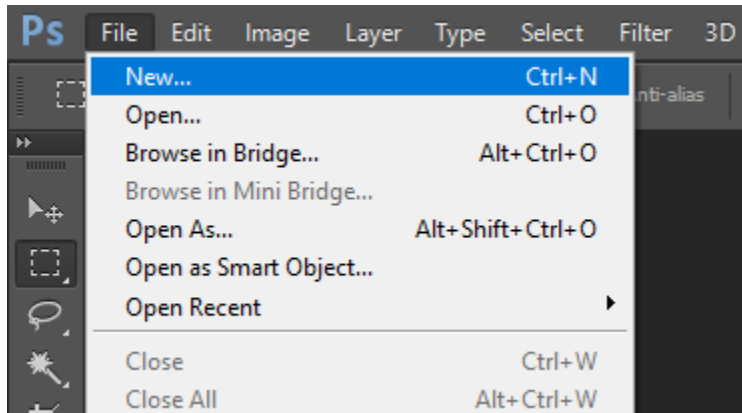 Ps File Edit Image Layer Type Select Filter 3D
New... Ctrl+N
nti-alias
Open... Ctrl+O
Browse in Bridge... Alt+Ctrl+O
Browse in Mini Bridge...
Open As... Alt+Shift+Ctrl+O
Open as Smart Object...
Open Recent
Close Ctrl+W
Close All Alt+Ctrl+W